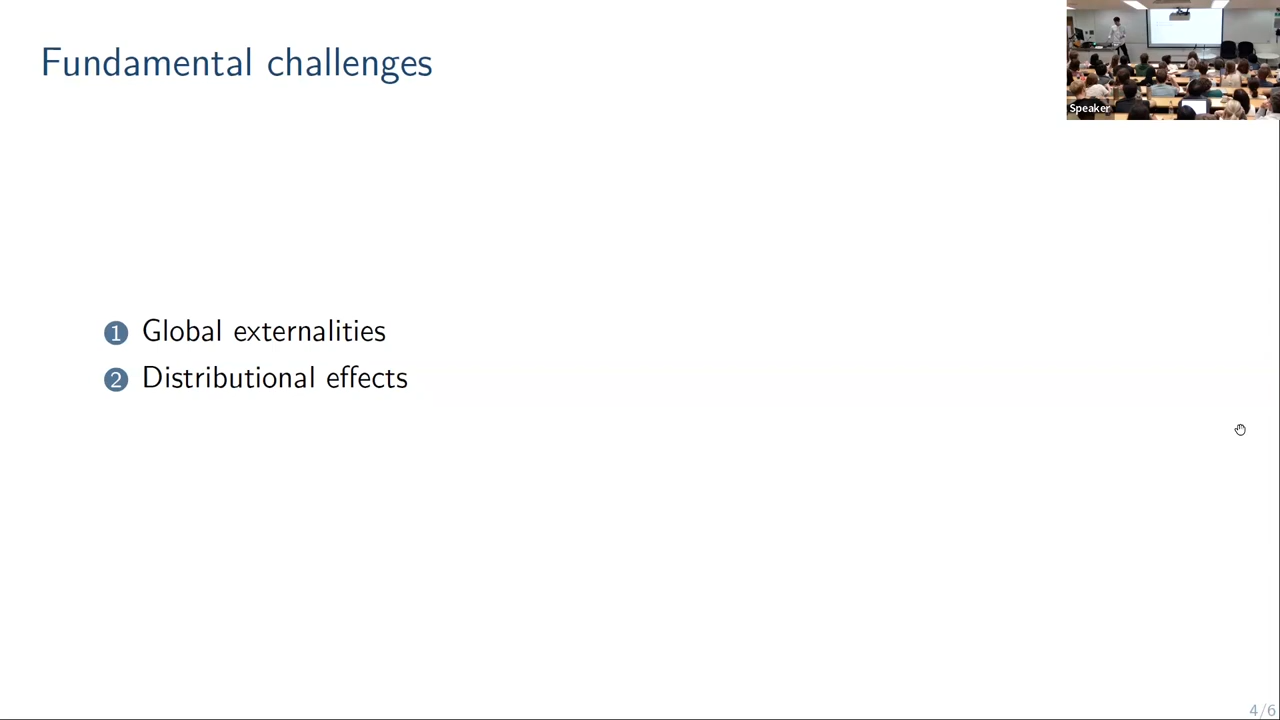 Fundamental challenges
Speaker
1 Global externalities
2 Distributional effects
4/6